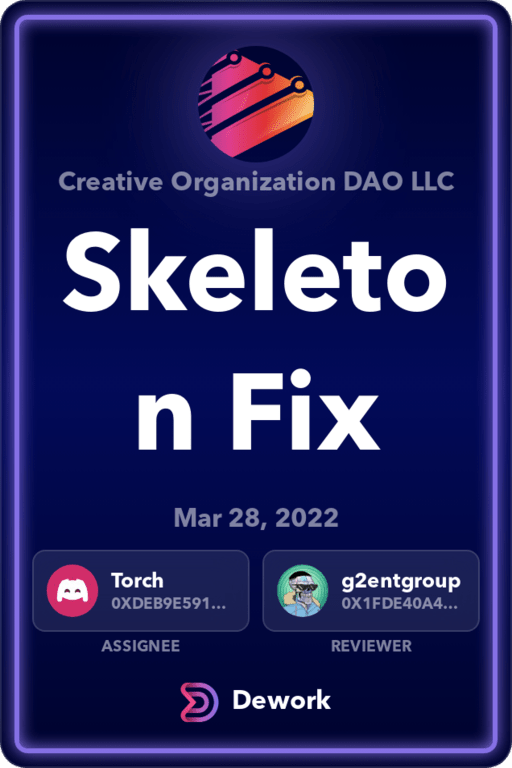 Creative Organization DAO LLC
Skeleto
n Fix
Mar 28, 2022
Torch
0XDEB9E591...
g2entgroup
0X1FDE40A4...
ASSIGNEE
REVIEWER
Dework